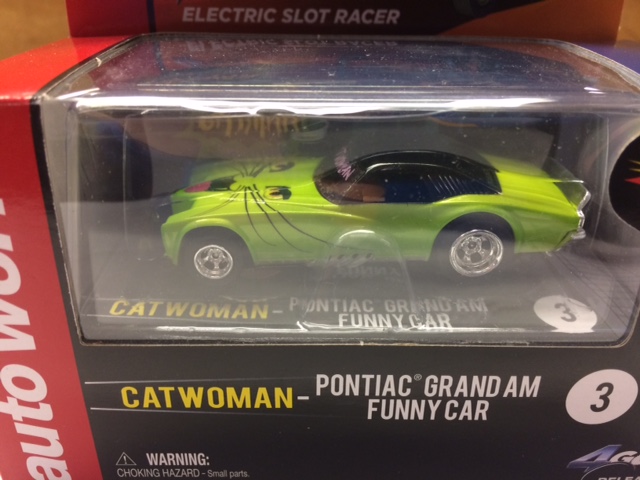 ELECTRIC SLOT RACER
CATWOMAN - PONTIAC GRAND AM
FUNNY CAR
3
CATWOMAN - PONTIAC® GRAND AM
FUNNY CAR
3
auto wor
WARNING:
CHOKING HAZARD - Small parts.